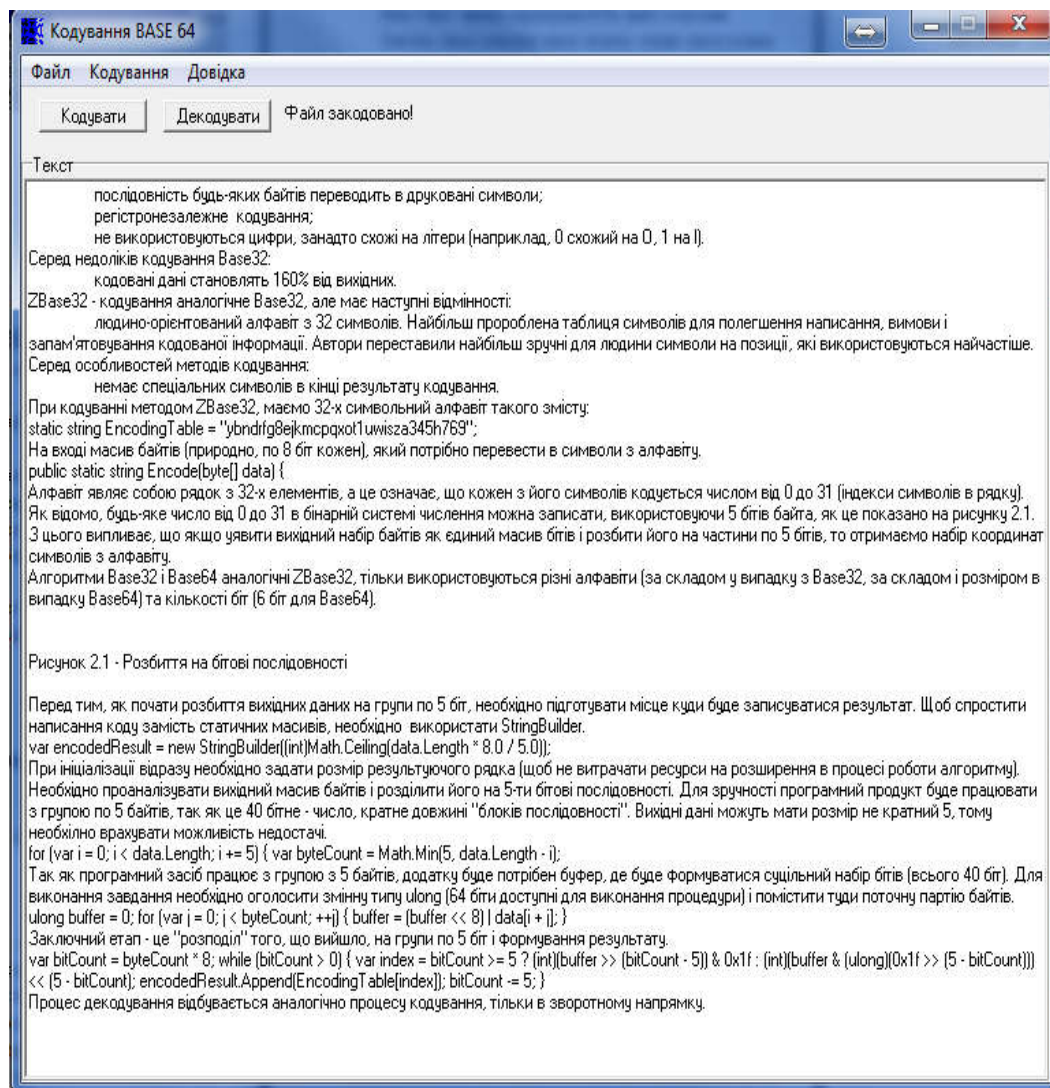 Кодування BASE 64
Файл Кодування Довідка
Кодувати Декодувати Файл закодовано!
Текст
послідовність будь-яких байтів переводить в друковані символи;
регістронезалежне кодування;
не використовуються цифри, занадто схожі на літери (наприклад, 0 схожий на O, 1 на l).
Серед недоліків кодування Base32:
кодовані дані становлять 160% від вихідних.
ZBase32 - кодування аналогічне Base32, але має наступні відмінності:
людино-орієнтований алфавіт з 32 символів. Найбільш пророблена таблиця символів для полегшення написання, вимови і
запам'ятовування кодованої інформації. Автори переставили найбільш зручні для людини символи на позиції, які використовуються найчастіше.
Серед особливостей методів кодування:
немає спеціальних символів в кінці результату кодування.
При кодуванні методом ZBase32, маємо 32-х символьний алфавіт такого змісту:
static string EncodingTable = "ybndrfg8ejkmcpqxot1uwisza345h769";
На вході масив байтів (природно, по 8 біт кожен), який потрібно перевести в символи з алфавіту.
public static string Encode(byte[] data) {
Алфавіт являє собою рядок з 32-х елементів, а це означає, що кожен з його символів кодується числом від 0 до 31 (індекси символів в рядку).
Як відомо, будь-яке число від 0 до 31 в бінарній системі числення можна записати, використовуючи 5 бітів байта, як це показано на рисунку 2.1.
З цього випливає, що якщо уявити вихідний набір байтів як єдиний масив бітів і розбити його на частини по 5 бітів, то отримаємо набір координат
символів з алфавіту.
Алгоритми Base32 і Base64 аналогічні ZBase32, тільки використовуються різні алфавіти (за складом у випадку з Base32, за складом і розміром в
випадку Base64) та кількості біт (6 біт для Base64).
Рисунок 2.1 - Розбиття на бітові послідовності
Перед тим, як почати розбиття вихідних даних на групи по 5 біт, необхідно підготувати місце куди буде записуватися результат. Щоб спростити
написання коду замість статичних масивів, необхідно використати StringBuilder.
var encodedResult = new StringBuilder((int)Math.Ceiling(data.Length * 8.0 / 5.0));
При ініціалізації відразу необхідно задати розмір результуючого рядка (щоб не витрачати ресурси на розширення в процесі роботи алгоритму).
Необхідно проаналізувати вихідний масив байтів і розділити його на 5-ти бітові послідовності. Для зручності програмний продукт буде працювати
з групою по 5 байтів, так як це 40 бітне - число, кратне довжині "блоків послідовності". Вихідні дані можуть мати розмір не кратний 5, тому
необхілно врахувати можливість недостачі.
for (var i = 0; i < data.Length; i += 5) { var byteCount = Math.Min(5, data.Length - i);
Так як програмний засіб працює з групою з 5 байтів, додатку буде потрібен буфер, де буде формуватися суцільний набір бітів (всього 40 біт). Для
виконання завдання необхідно оголосити змінну типу ulong (64 біти доступні для виконання процедури) і помістити туди поточну партію байтів.
ulong buffer = 0; for (var j = 0; j < byteCount; ++j) { buffer = (buffer << 8) | data[i + j]; }
Заключний етап - це "розподіл" того, що вийшло, на групи по 5 біт і формування результату.
var bitCount = byteCount * 8; while (bitCount > 0) { var index = bitCount >= 5 ? (int)(buffer >> (bitCount - 5)) & 0x1f : (int)(buffer & (ulong)(0x1f >> (5 - bitCount)))
<< (5 - bitCount); encodedResult.Append(EncodingTable[index]); bitCount -= 5; }
Процес декодування відбувається аналогічно процесу кодування, тільки в зворотному напрямку.